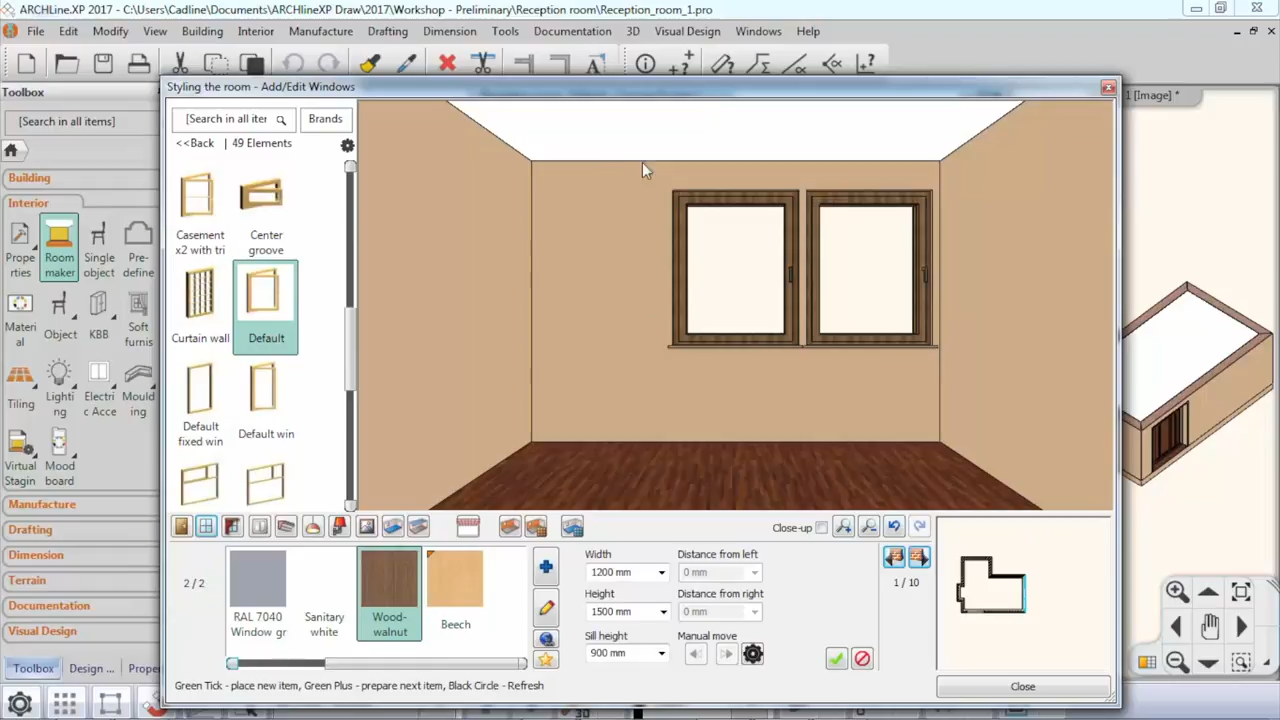 ARCHLine.XP 2017 - C:\Users\Cadline\Documents\ARCHlineXP Draw\2017\Workshop - Preliminary\Reception room\Reception_room_1.pro
File Edit Modify View Building Interior Manufacture Drafting Dimension Tools Documentation 3D Visual Design Windows Help
Toolbox
[Search in all items]
Building
Interior
Prope
rties
Room
maker
Single
object
Pre-
define
Materi
al
Object
KBB
Soft
furnis
Tiling
Lighti
ng
Electri
c Acce
Mould
ing
Virtual
Stagin
Mood
board
Manufacture
Drafting
Dimension
Terrain
Documentation
Visual Design
Toolbox
Design ...
Proper
Styling the room - Add/Edit Windows
[Search in all iter
Brands
<<Back | 49 Elements
Casement
x2 with tri
Center
groove
Curtain wall
Default
Default
fixed win
Default win
1 [Image] *
2 / 2
RAL 7040
Window gr
Sanitary
white
Wood-
walnut
Beech
Close-up
Width
1200 mm
Distance from left
0 mm
Height
1500 mm
Distance from right
0 mm
Sill height
900 mm
Manual move
1 / 10
Green Tick - place new item, Green Plus - prepare next item, Black Circle - Refresh
Close
3D